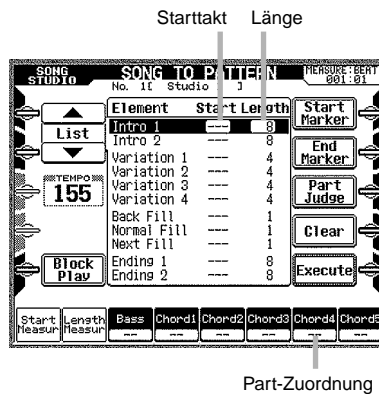 Starttakt Länge
SONG STUDIO SONG TO PATTERN MEASURE:BEAT 001:01
No. 1[ Studio 1 ]
Element Start Length
Intro 1 --- 8
Intro 2 --- 8
Variation 1 --- 4
Variation 2 --- 4
Variation 3 --- 4
Variation 4 --- 4
Back Fill --- 1
Normal Fill --- 1
Next Fill --- 1
Ending 1 --- 8
Ending 2 --- 8
List
TEMPO
155
Block Play
Start Marker
End Marker
Part Judge
Clear
Execute
Start Measur Length Measur Bass Chord1 Chord2 Chord3 Chord4 Chord5
-- -- -- -- -- --
Part-Zuordnung